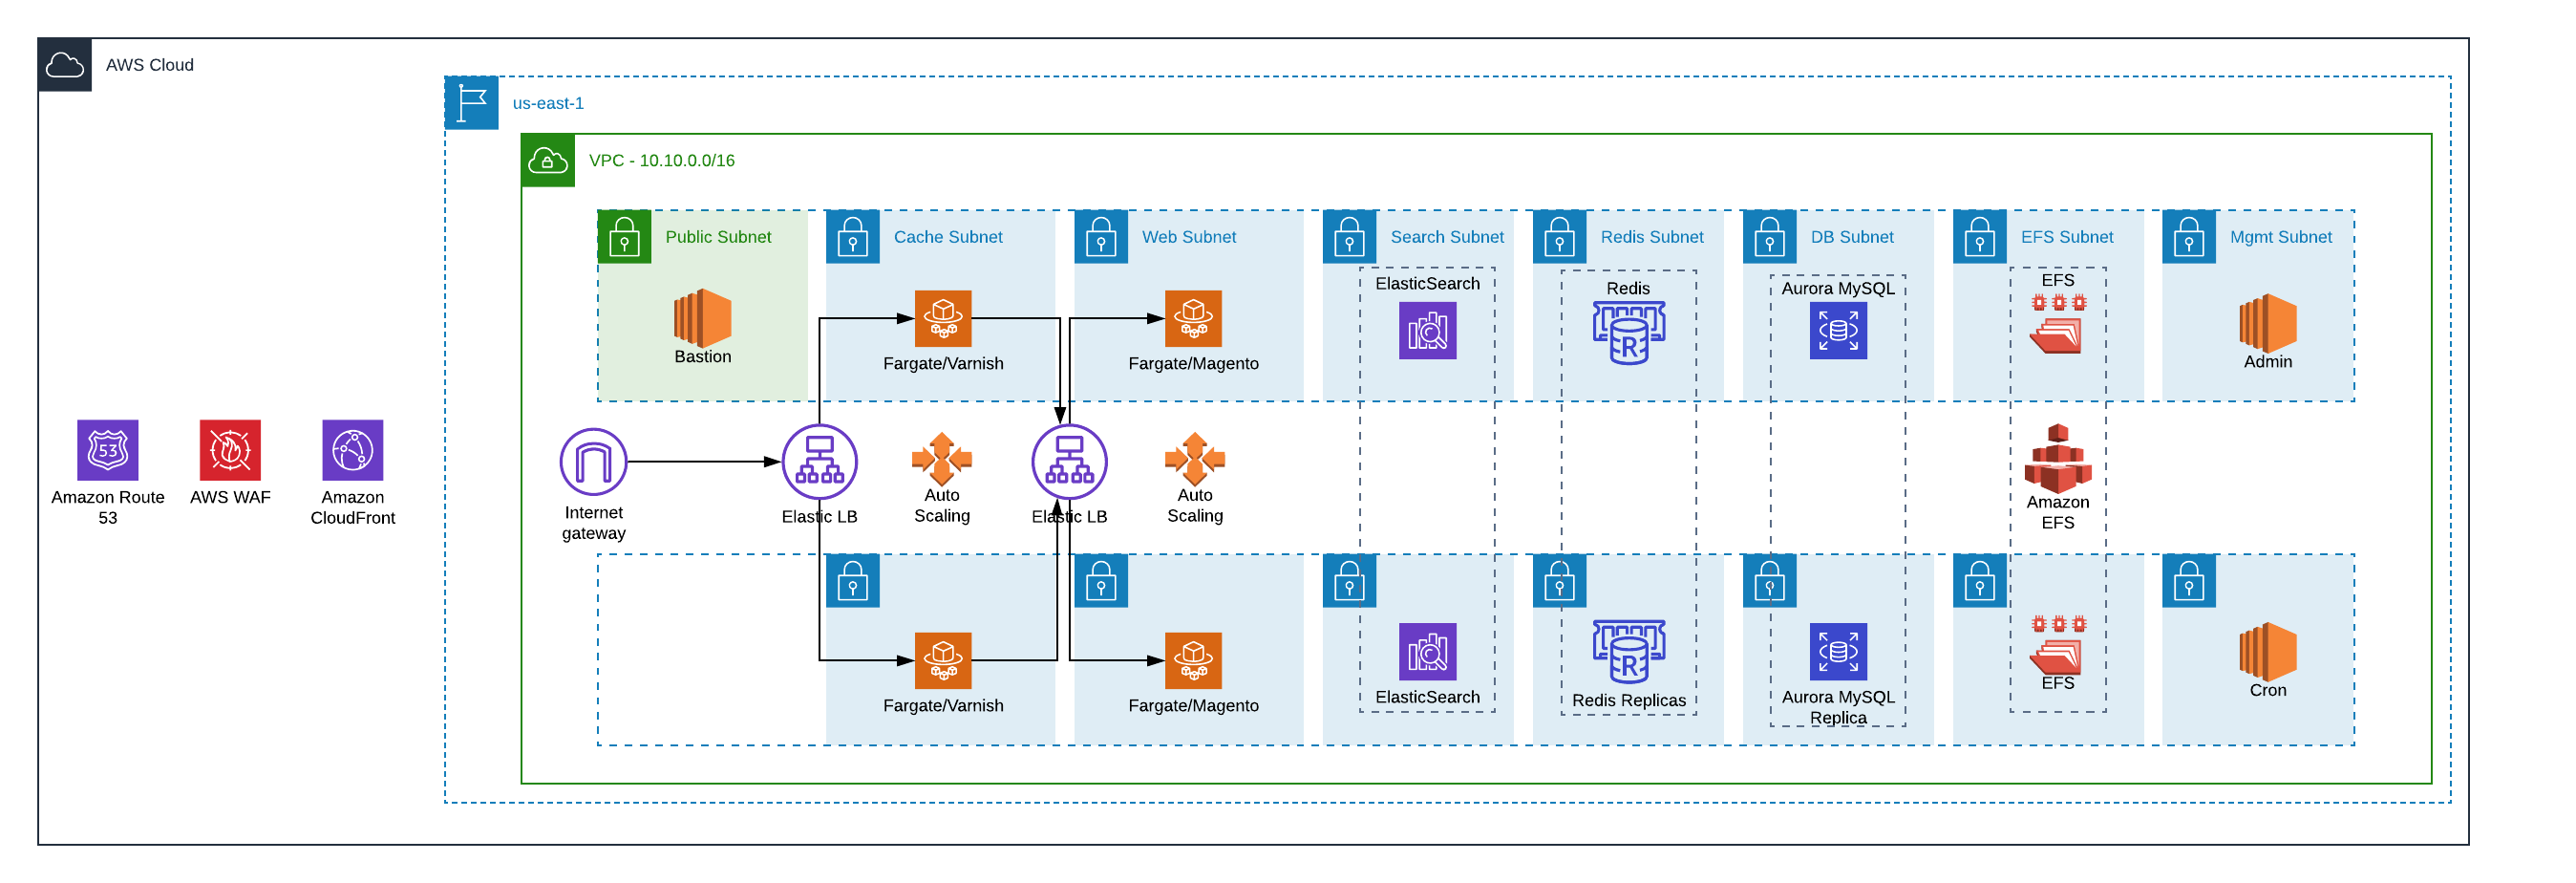 AWS Cloud
us-east-1
VPC - 10.10.0.0/16
Public Subnet
Cache Subnet
Web Subnet
Search Subnet
Redis Subnet
DB Subnet
EFS Subnet
Mgmt Subnet
Bastion
Fargate/Varnish
Fargate/Magento
ElasticSearch
Redis
R
Aurora MySQL
EFS
Admin
53
Amazon Route
53
AWS WAF
Amazon
CloudFront
Internet
gateway
Elastic LB
Auto
Scaling
Elastic LB
Auto
Scaling
Amazon
EFS
Fargate/Varnish
Fargate/Magento
ElasticSearch
R
Redis Replicas
Aurora MySQL
Replica
EFS
Cron